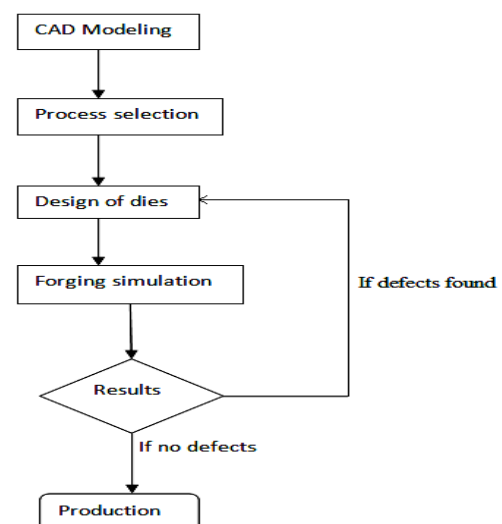 CAD Modeling
Process selection
Design of dies
Forging simulation
If defects found
Results
If no defects
Production